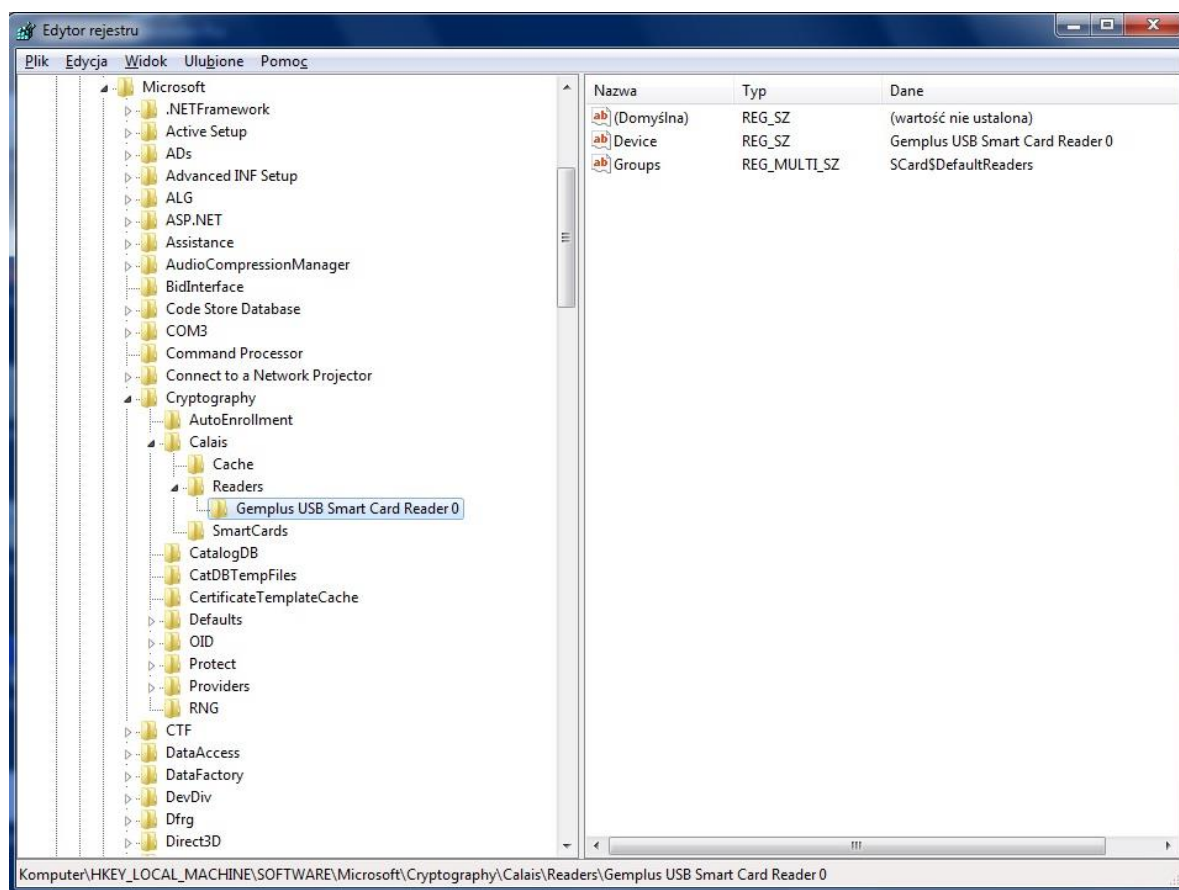 Edytor rejestru
Plik Edycja Widok Ulubione Pomoc
Microsoft
.NETFramework
Active Setup
ADs
Advanced INF Setup
ALG
ASP.NET
Assistance
AudioCompressionManager
BidInterface
Code Store Database
COM3
Command Processor
Connect to a Network Projector
Cryptography
AutoEnrollment
Calais
Cache
Readers
Gemplus USB Smart Card Reader 0
SmartCards
CatalogDB
CatDBTempFiles
CertificateTemplateCache
Defaults
OID
Protect
Providers
RNG
CTF
DataAccess
DataFactory
DevDiv
Dfrg
Direct3D
Nazwa Typ Dane
(Domyślna) REG_SZ (wartość nie ustalona)
Device REG_SZ Gemplus USB Smart Card Reader 0
Groups REG_MULTI_SZ SCard$DefaultReaders
Komputer\HKEY_LOCAL_MACHINE\SOFTWARE\Microsoft\Cryptography\Calais\Readers\Gemplus USB Smart Card Reader 0